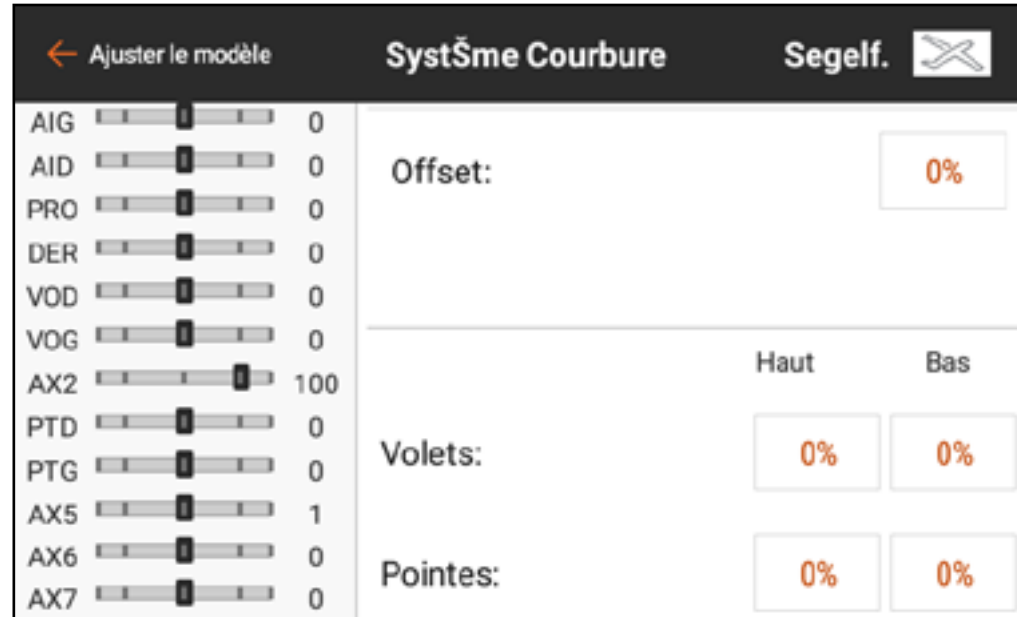 ← Ajuster le modèle
SystŠme Courbure
Segelf.
AIG 0
AID 0
PRO 0
DER 0
VOD 0
VOG 0
AX2 100
PTD 0
PTG 0
AX5 1
AX6 0
AX7 0
Offset: 0%
Haut Bas
Volets: 0% 0%
Pointes: 0% 0%